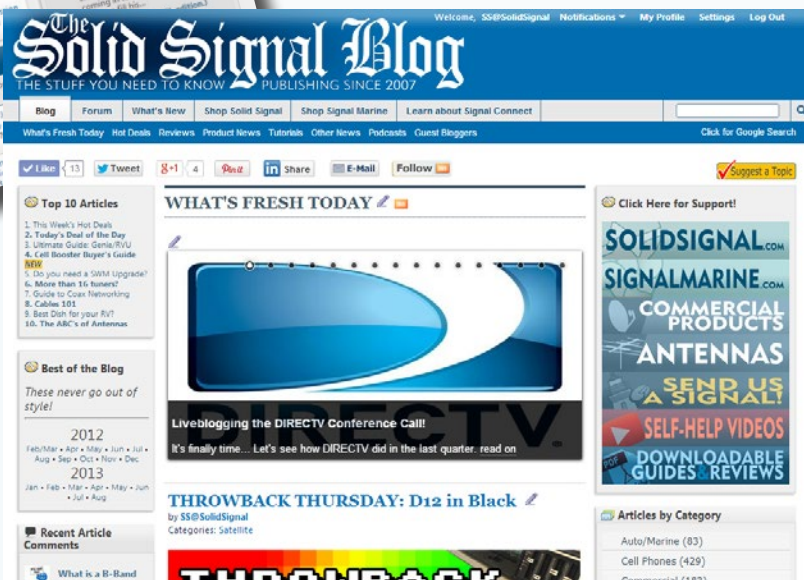 coming in
edition.)
Welcome, SS@SolidSignal Notifications My Profile Settings Log Out
The
Solid Signal Blog
THE STUFF YOU NEED TO KNOW PUBLISHING SINCE 2007
Blog Forum What's New Shop Solid Signal Shop Signal Marine Learn about Signal Connect
What's Fresh Today Hot Deals Reviews Product News Tutorials Other News Podcasts Guest Bloggers Click for Google Search
Like 13 Tweet g+1 4 Pin it in Share E-Mail Follow
Suggest a Topic
Top 10 Articles
1. This Week's Hot Deals
2. Today's Deal of the Day
3. Ultimate Guide: Genie/RVU
4. Cell Booster Buyer's Guide
NEW
5. Do you need a SWM Upgrade?
6. More than 16 tuners?
7. Guide to Coax Networking
8. Cables 101
9. Best Dish for your RV?
10. The ABC's of Antennas
Best of the Blog
These never go out of
style!
2012
Feb/Mar • Apr • May • Jun • Jul •
Aug • Sep • Oct • Nov • Dec
2013
Jan • Feb • Mar • Apr • May • Jun
• Jul • Aug
Recent Article
Comments
What is a B-Band
WHAT'S FRESH TODAY
DIRECTV.
Liveblogging the DIRECTV Conference Call!
It's finally time... Let's see how DIRECTV did in the last quarter. read on
THROWBACK THURSDAY: D12 in Black
by SS@SolidSignal
Categories: Satellite
THROWBACK
Click Here for Support!
SOLIDSIGNAL.COM
SIGNALMARINE.COM
COMMERCIAL
PRODUCTS
ANTENNAS
SEND US
A SIGNAL!
SELF-HELP VIDEOS
PDF
DOWNLOADABLE
GUIDES & REVIEWS
Articles by Category
Auto/Marine (83)
Cell Phones (429)